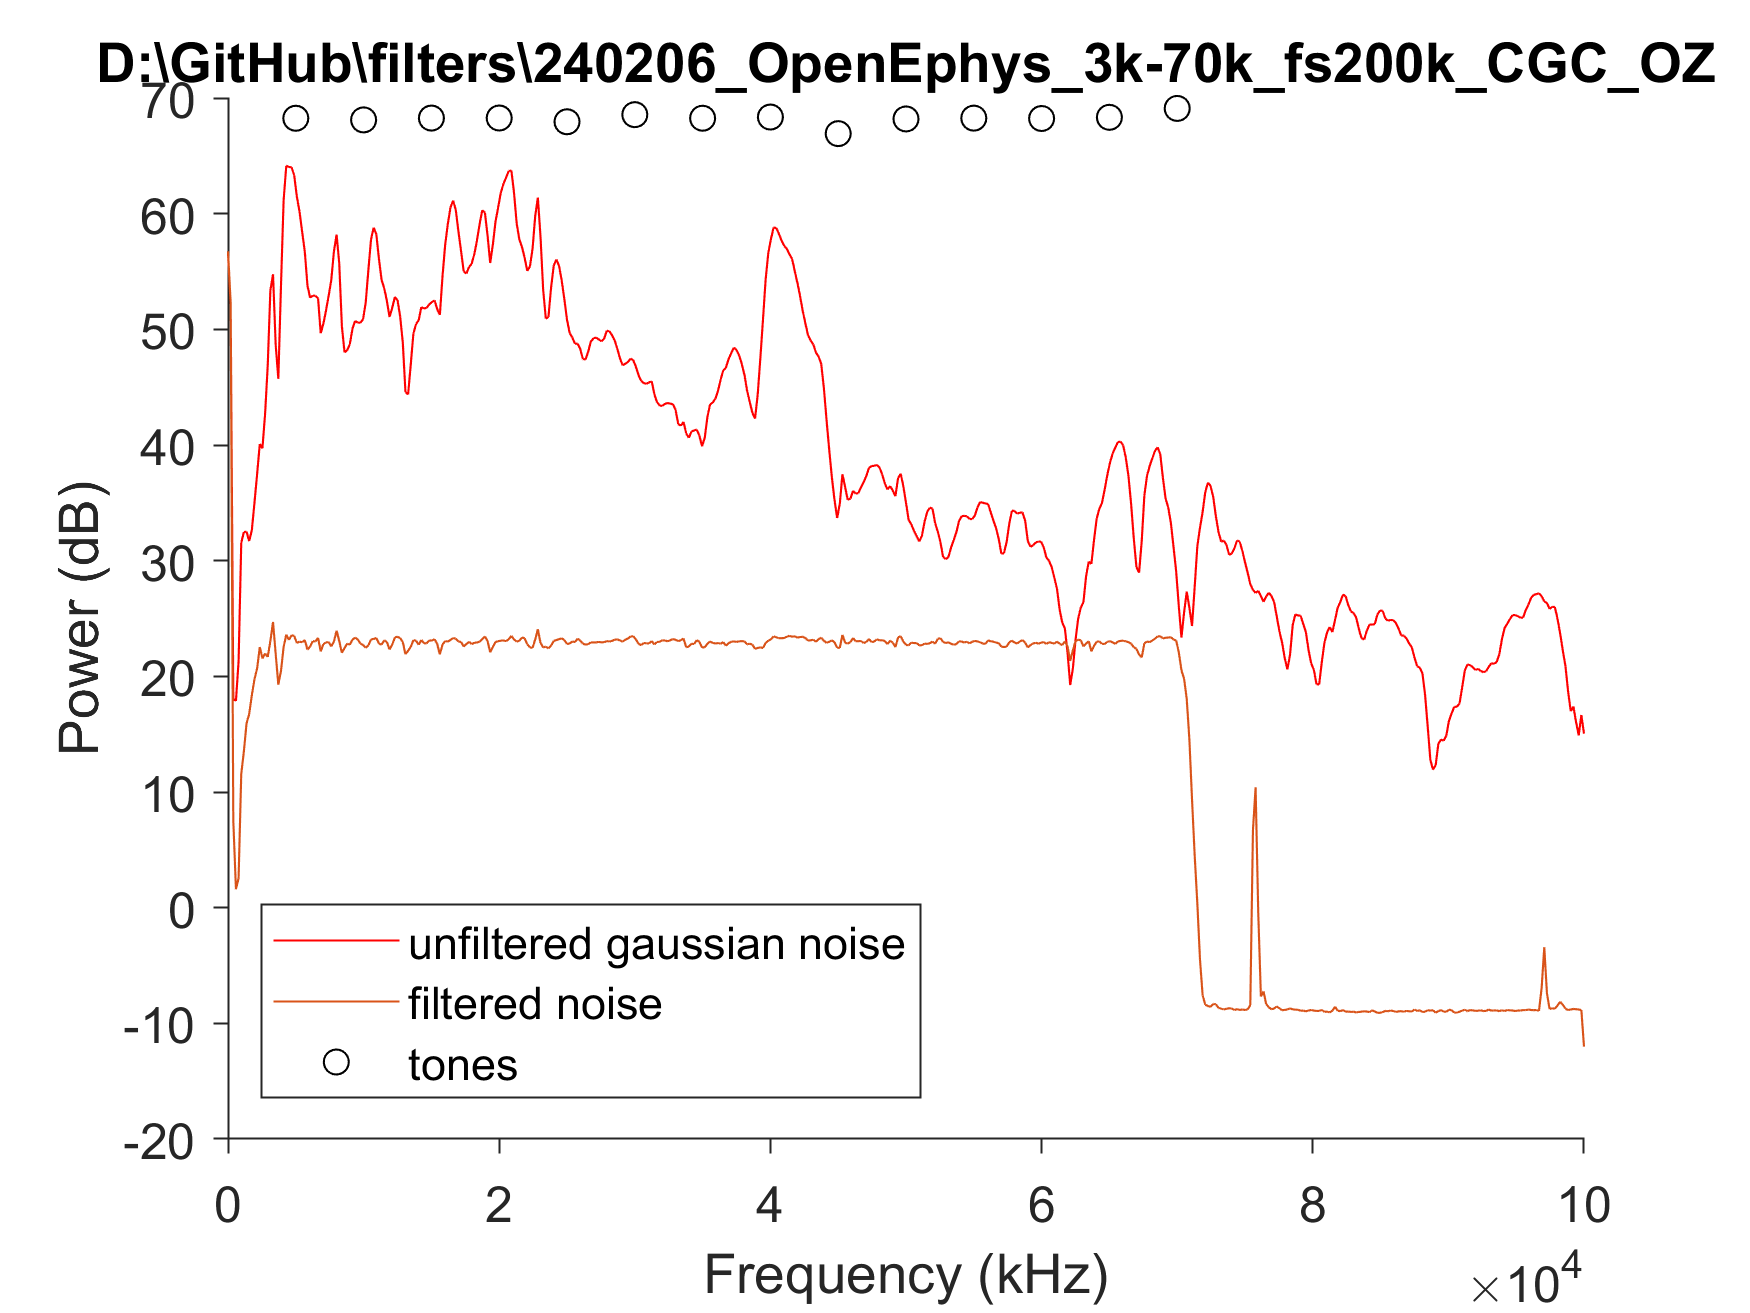 D:\GitHub\filters\240206_OpenEphys_3k-70k_fs200k_CGC_OZ
70
60
50
40
30
20
10
0
-10
-20
Power (dB)
unfiltered gaussian noise
filtered noise
tones
0 2 4 6 8 10
Frequency (kHz)
×10⁴